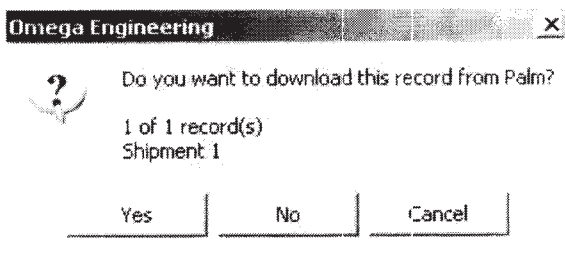 Omega Engineering
Do you want to download this record from Palm?
1 of 1 record(s)
Shipment 1
Yes No Cancel